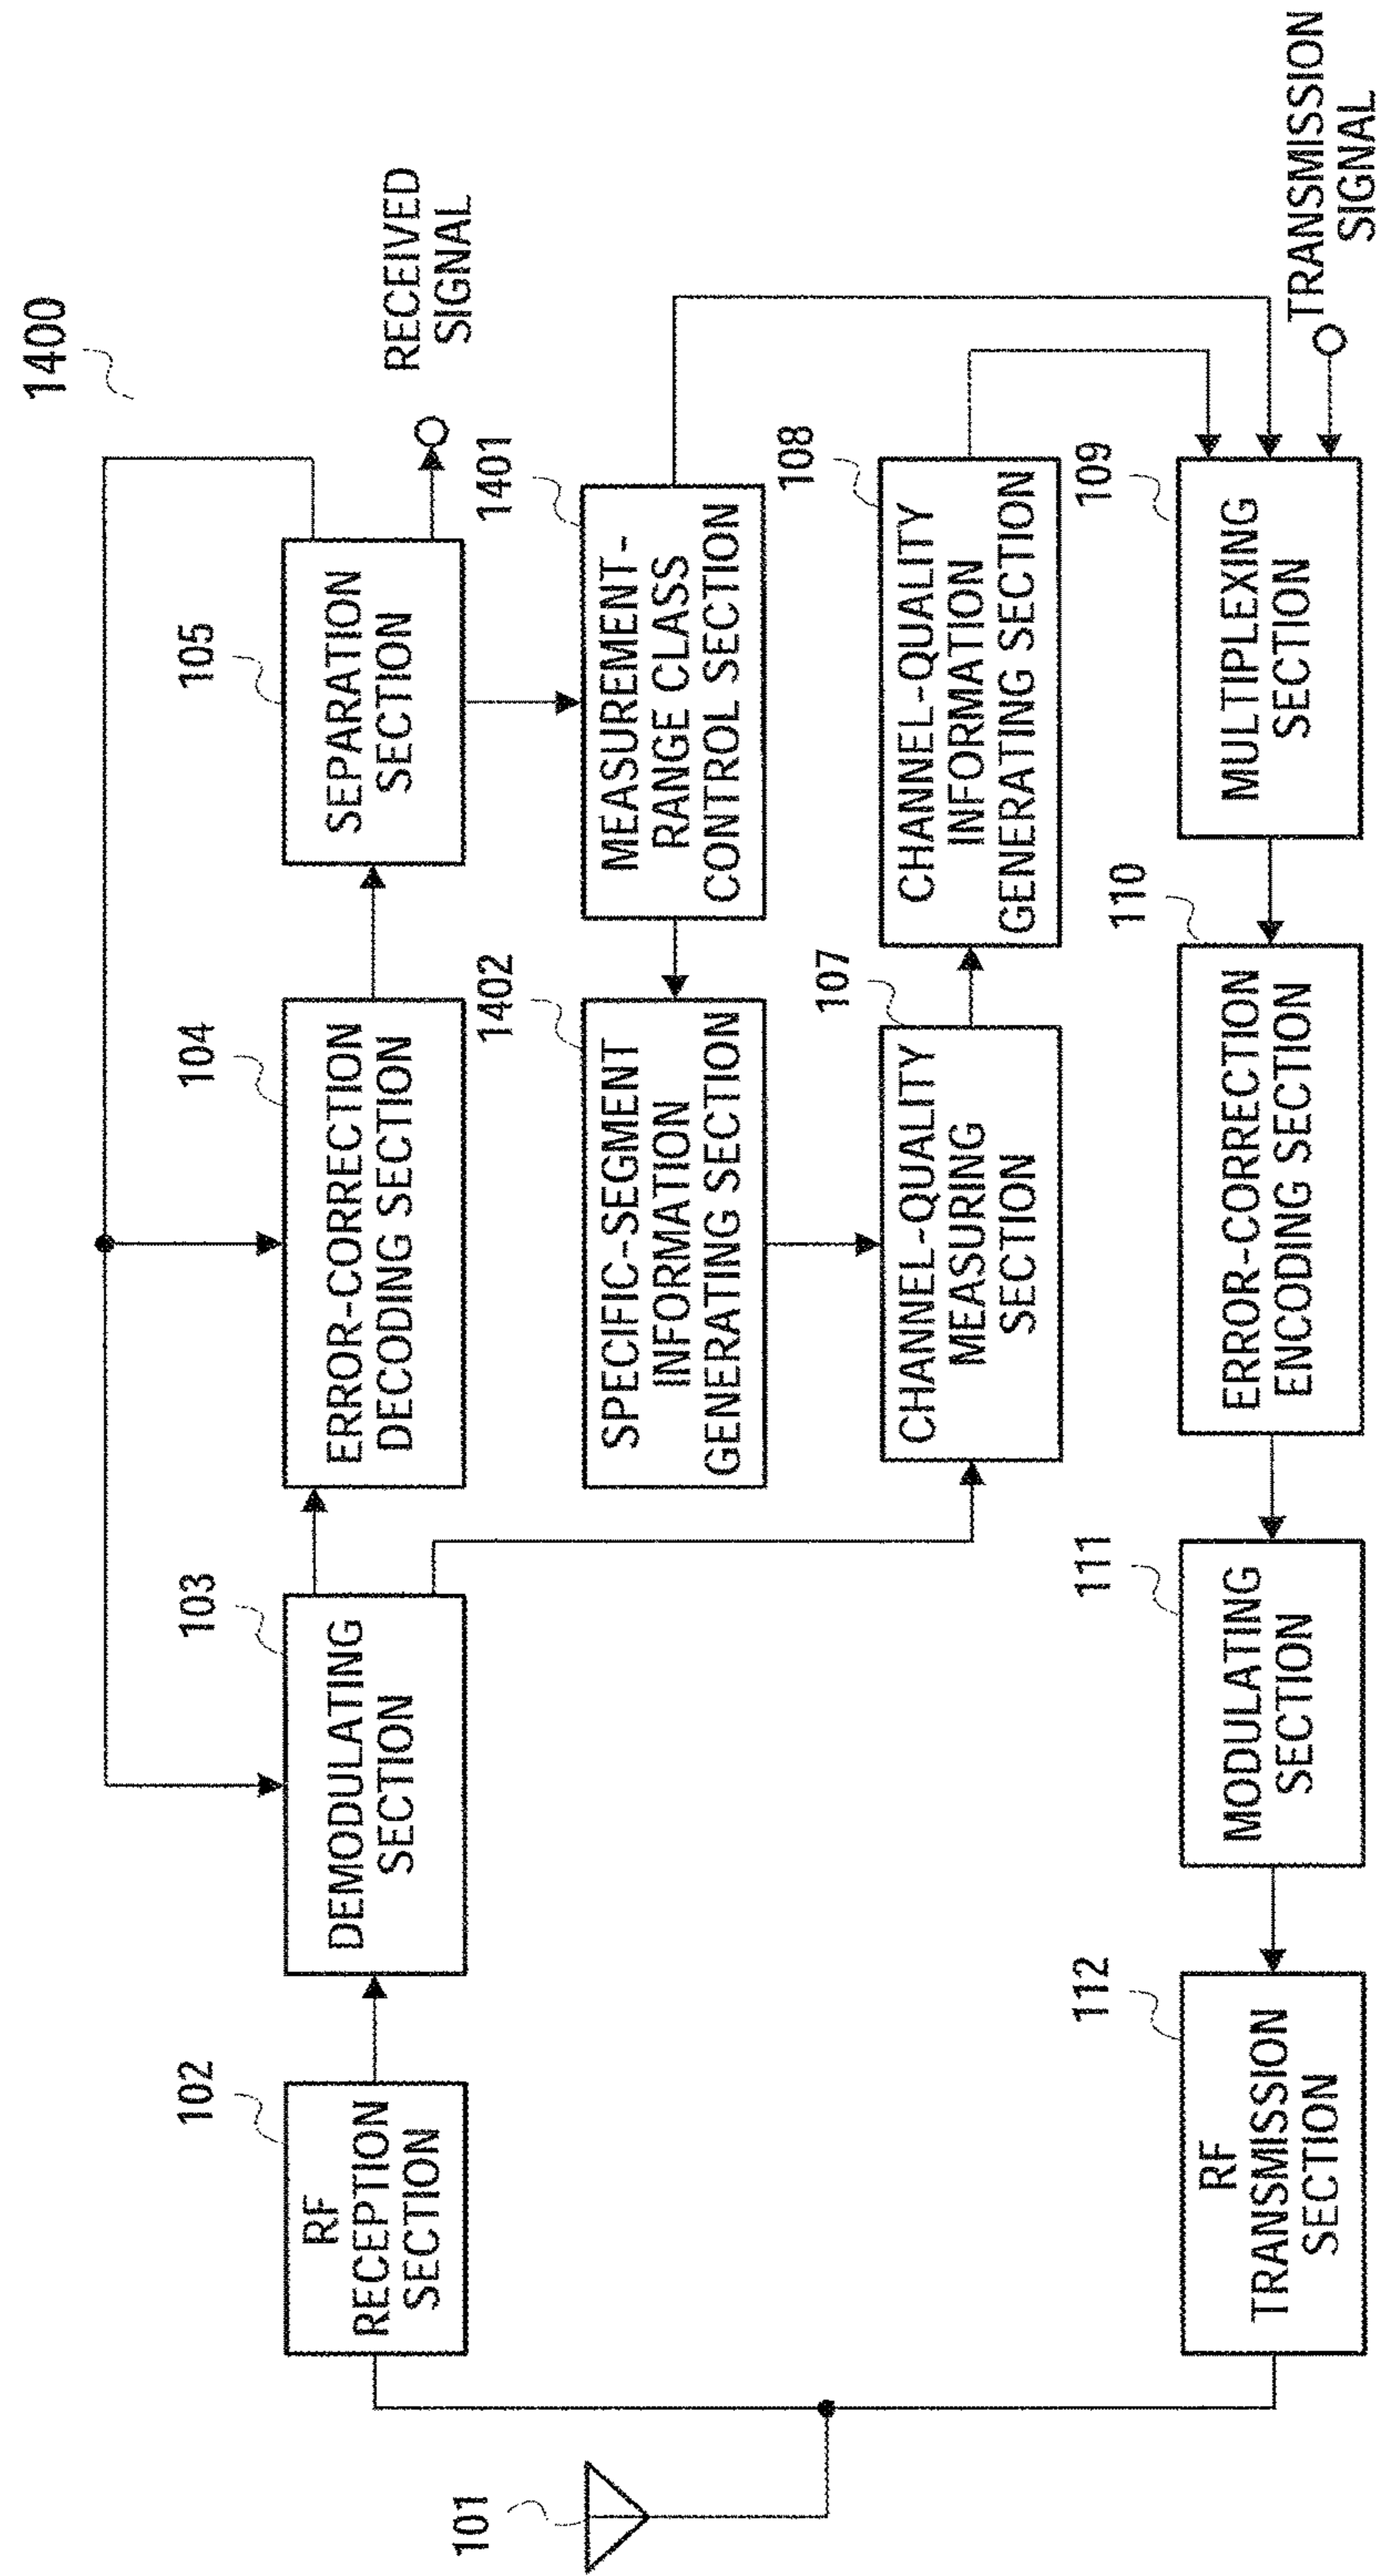 1400
101
102
RF
RECEPTION
SECTION
103
DEMODULATING
SECTION
104
ERROR-CORRECTION
DECODING SECTION
105
SEPARATION
SECTION
RECEIVED
SIGNAL
1402
SPECIFIC-SEGMENT
INFORMATION
GENERATING SECTION
1401
MEASUREMENT-
RANGE CLASS
CONTROL SECTION
107
CHANNEL-QUALITY
MEASURING
SECTION
108
CHANNEL-QUALITY
INFORMATION
GENERATING SECTION
112
RF
TRANSMISSION
SECTION
111
MODULATING
SECTION
110
ERROR-CORRECTION
ENCODING SECTION
109
MULTIPLEXING
SECTION
TRANSMISSION
SIGNAL